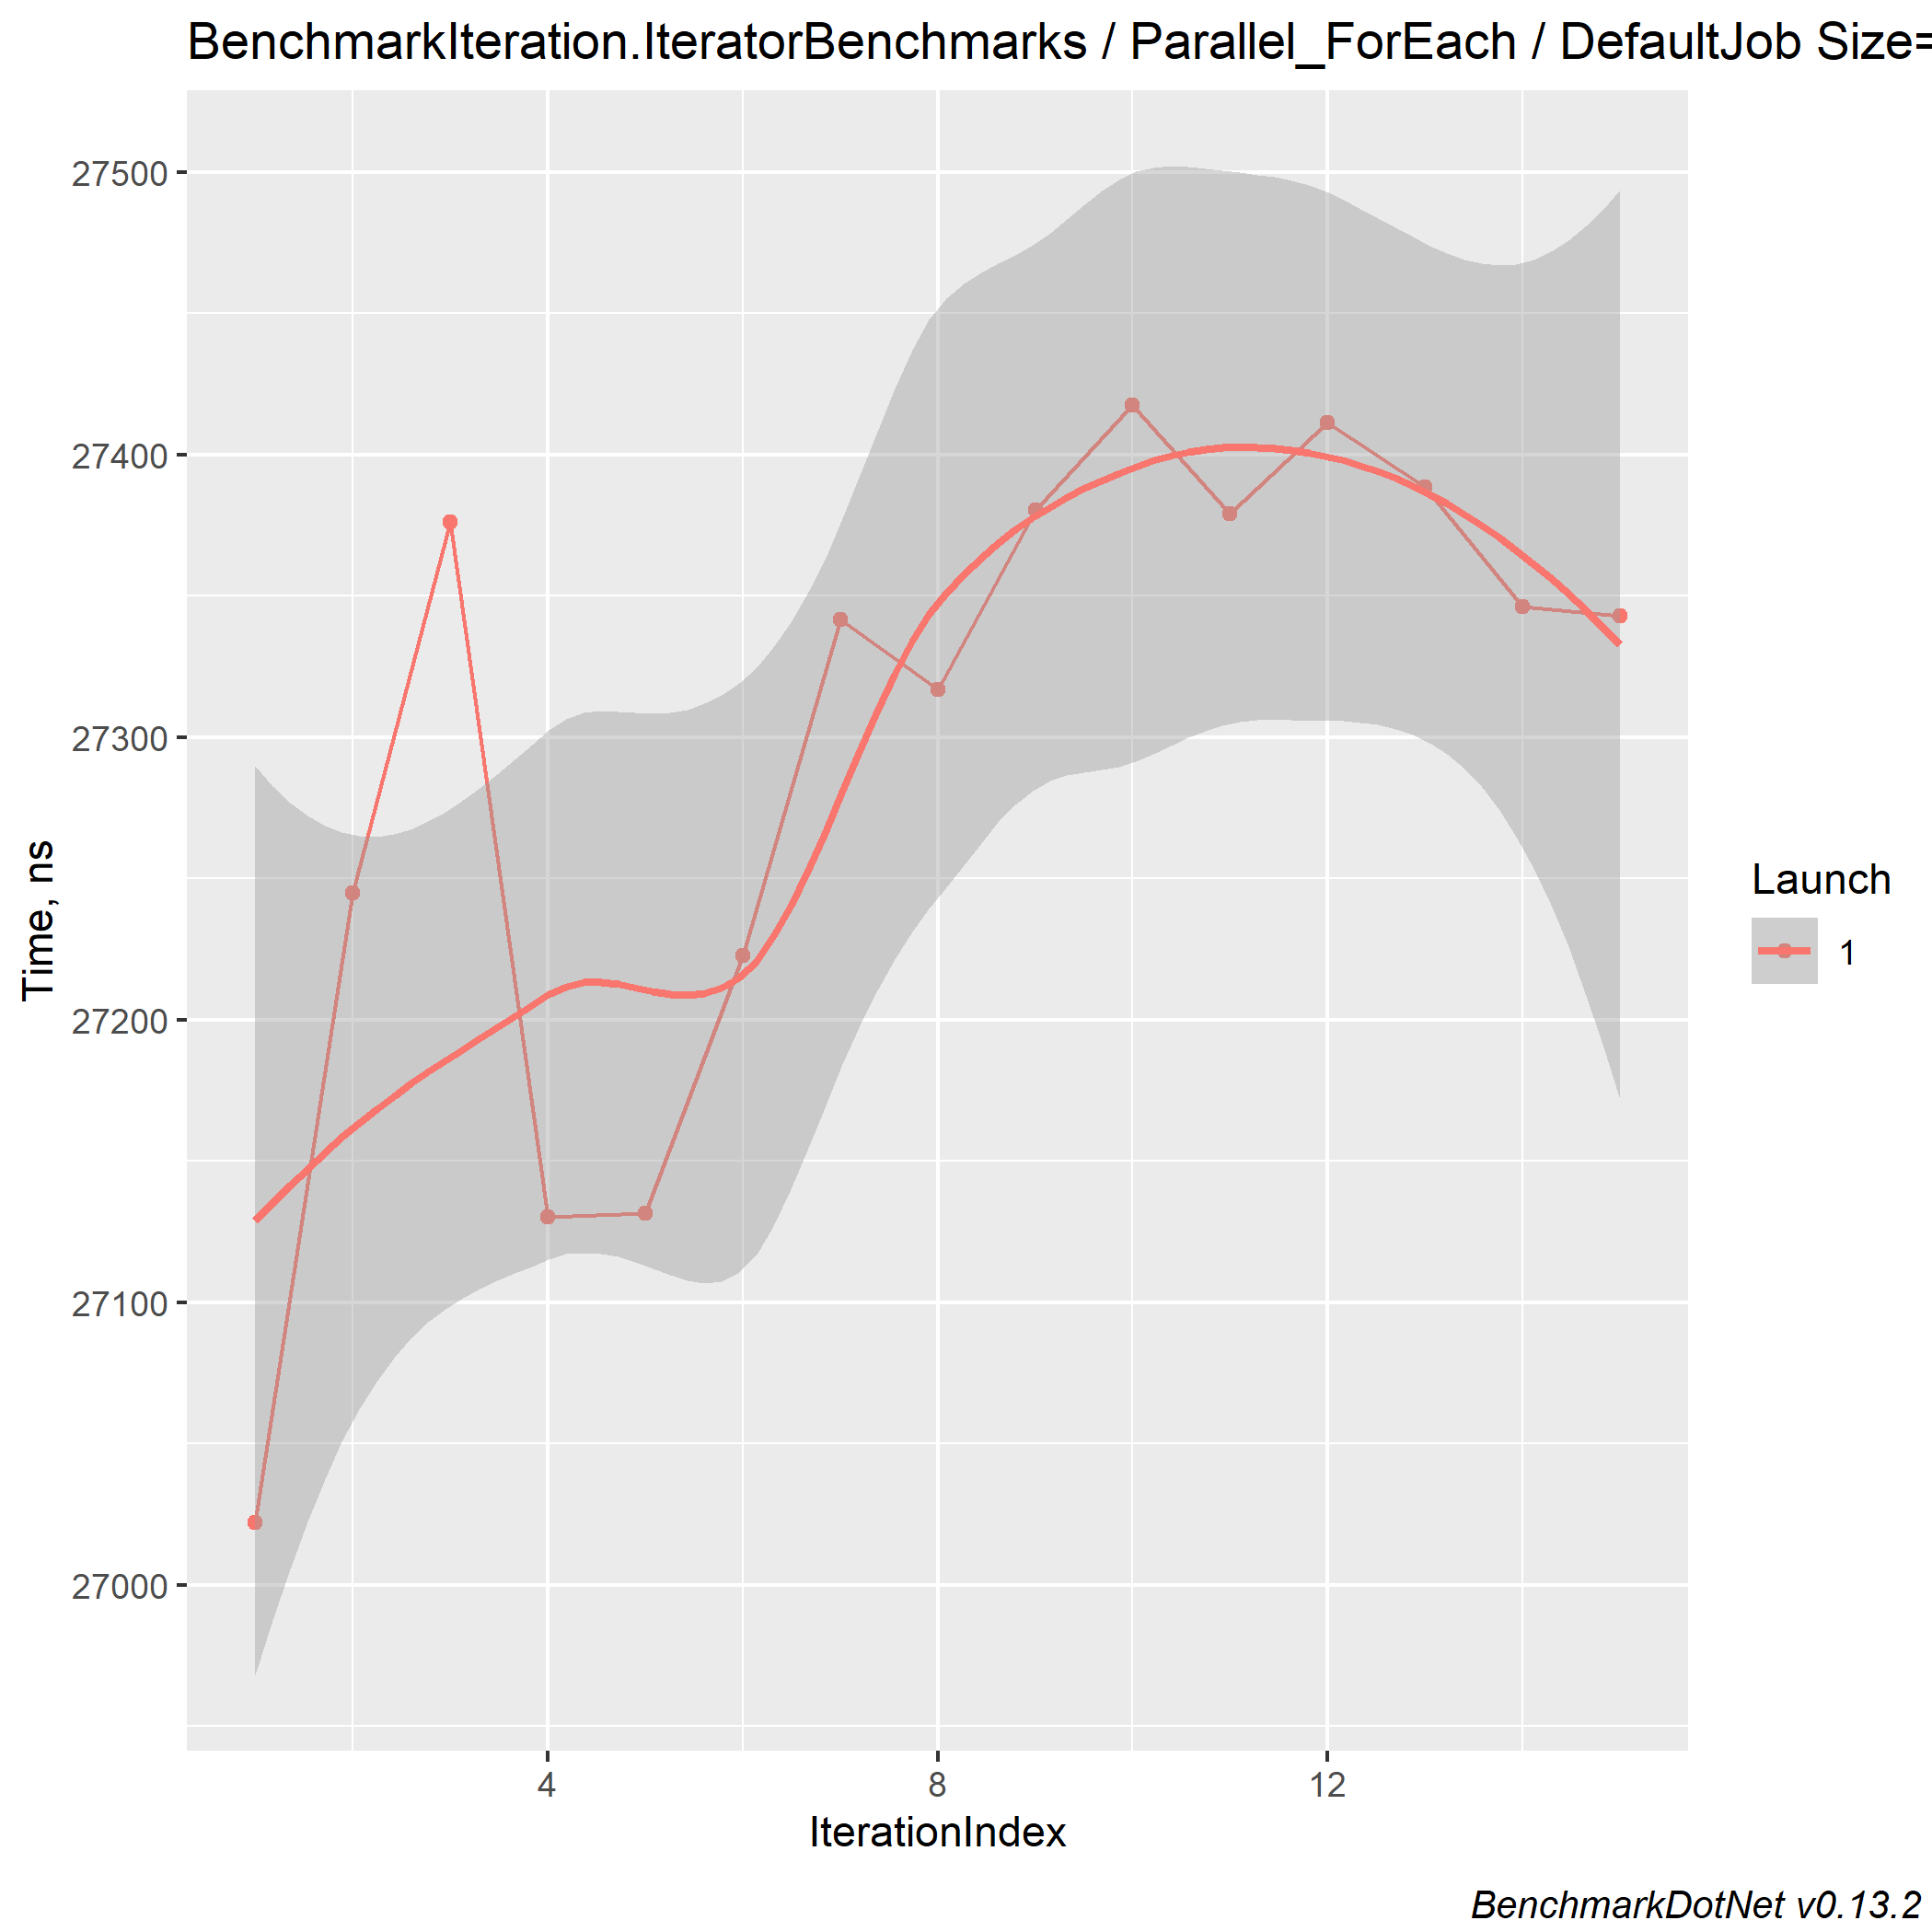 BenchmarkIteration.IteratorBenchmarks / Parallel_ForEach / DefaultJob Size=
27500
27400
27300
27200
27100
27000
Time, ns
4 8 12
IterationIndex
Launch
1
BenchmarkDotNet v0.13.2